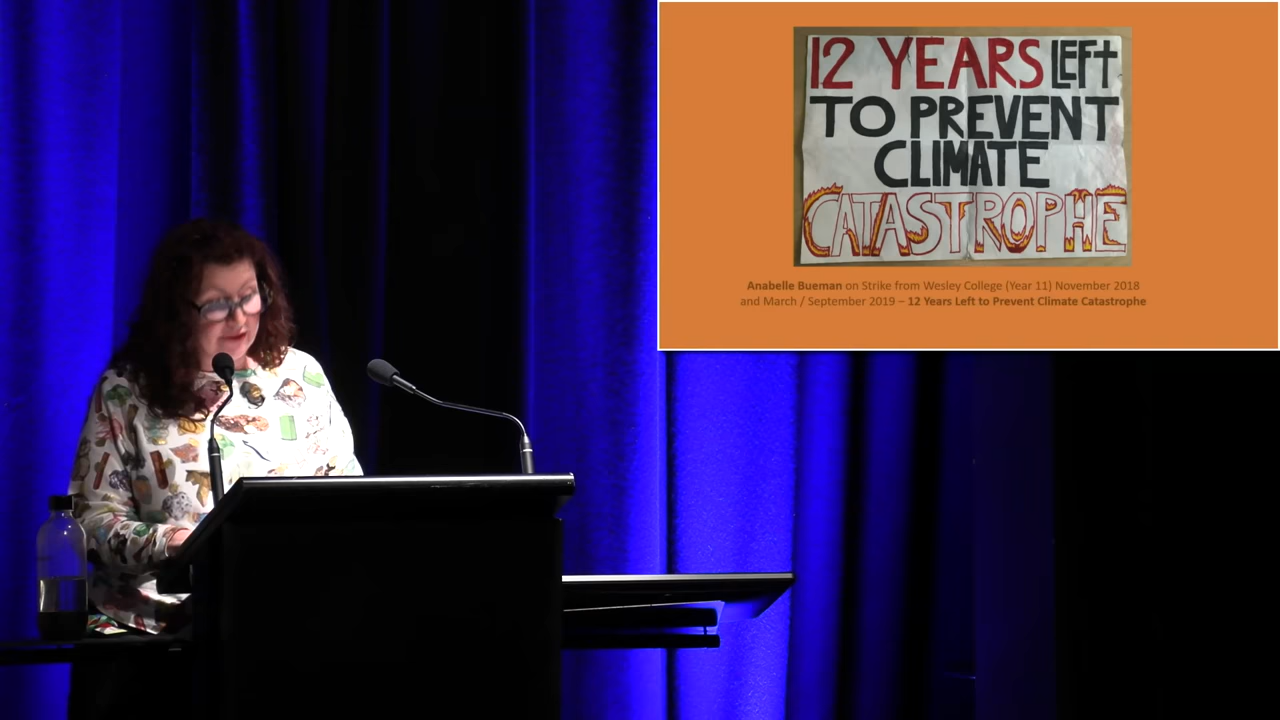 12 YEARS LEFT
TO PREVENT
CLIMATE
CATASTROPHE
Anabelle Bueman on Strike from Wesley College (Year 11) November 2018
and March / September 2019 – 12 Years Left to Prevent Climate Catastrophe